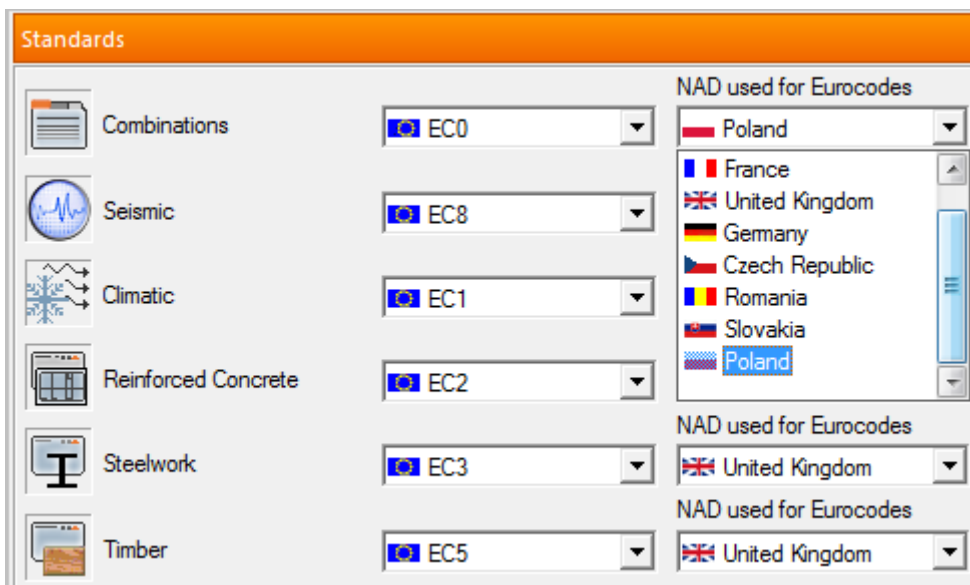 Standards
NAD used for Eurocodes
Combinations EC0 Poland
France
United Kingdom
Seismic EC8
Germany
Czech Republic
Climatic EC1
Romania
Slovakia
Poland
Reinforced Concrete EC2
NAD used for Eurocodes
Steelwork EC3 United Kingdom
NAD used for Eurocodes
Timber EC5 United Kingdom